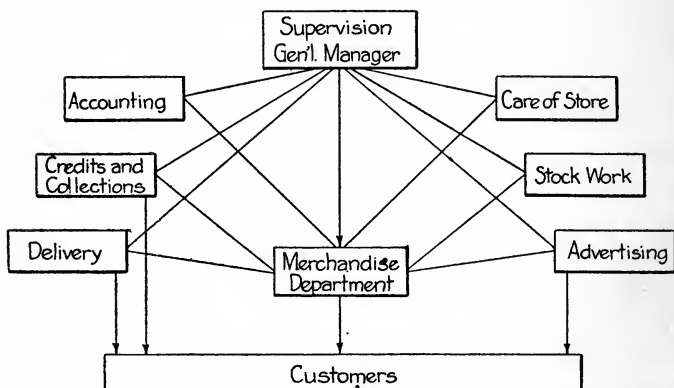 Supervision
Gen'l. Manager
Accounting
Care of Store
Credits and
Collections
Stock Work
Delivery
Merchandise
Department
Advertising
Customers